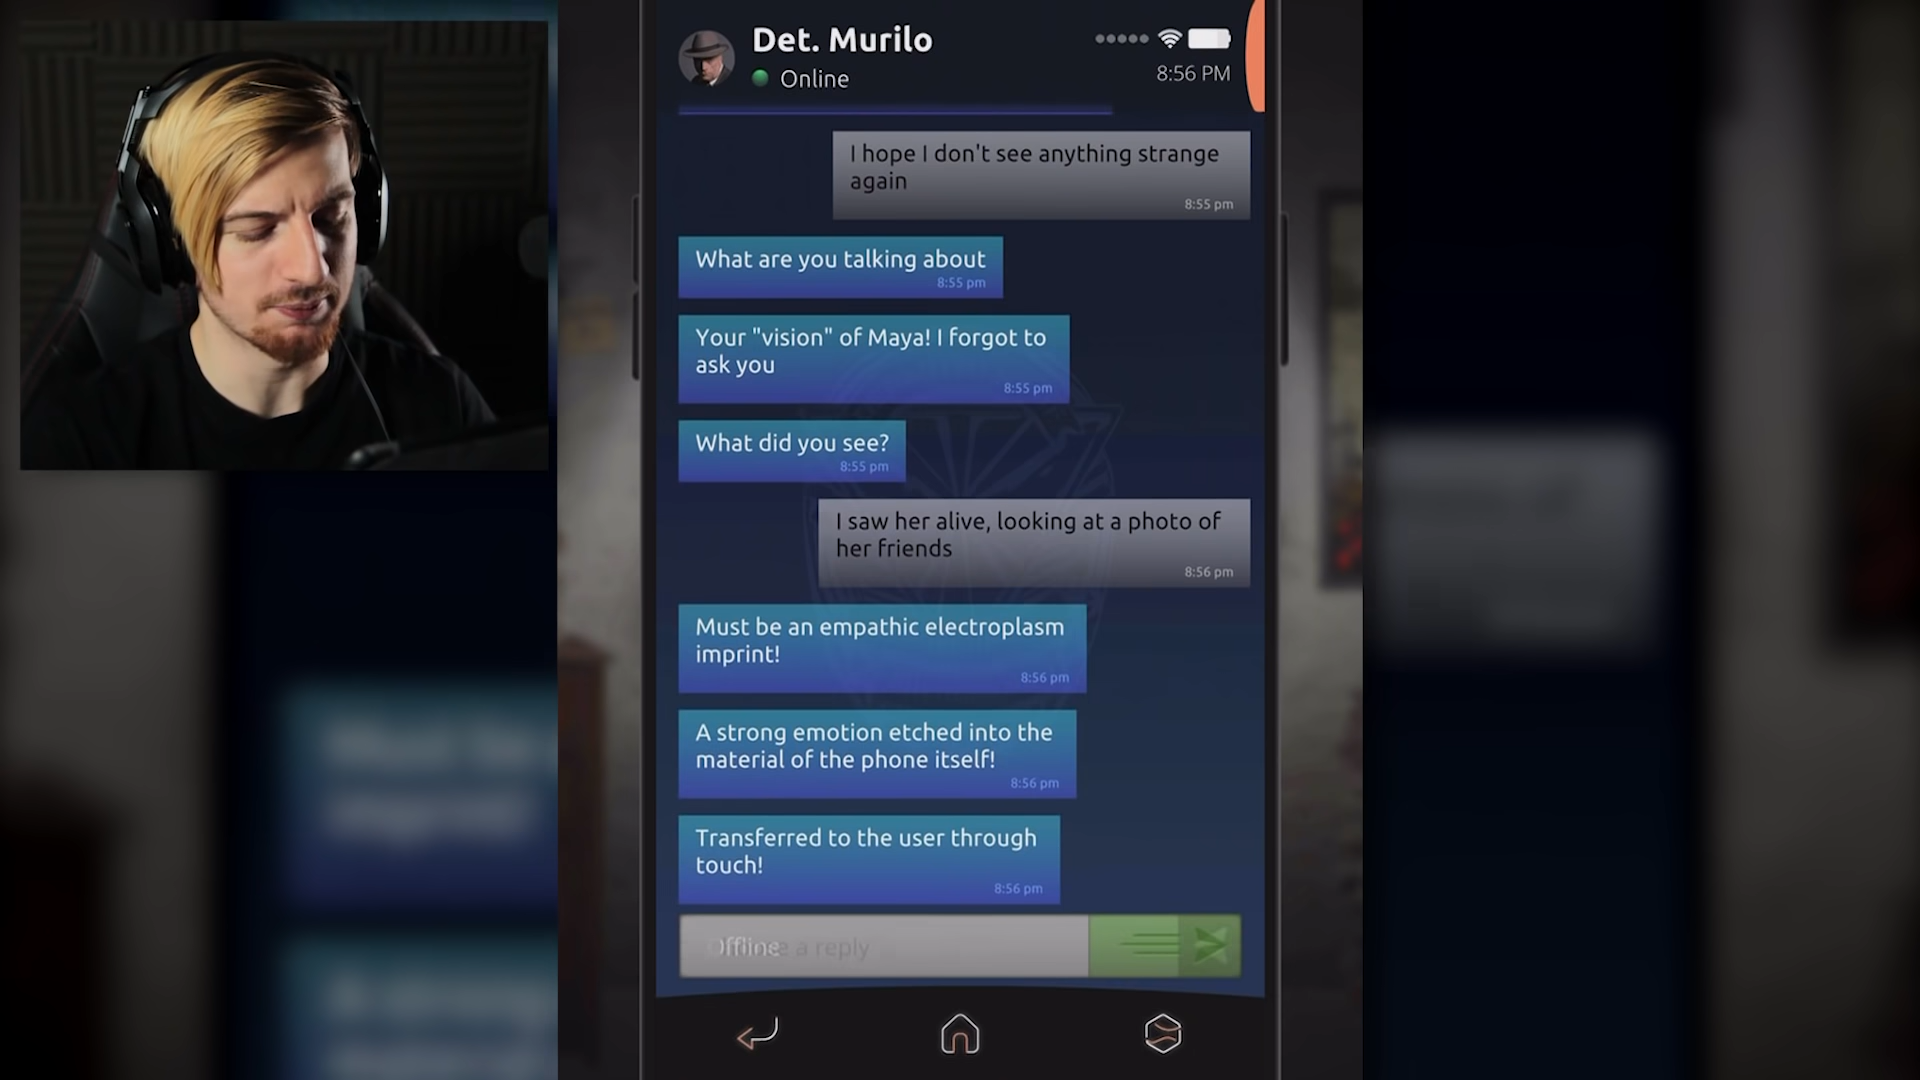 Det. Murilo
Online
8:56 PM
I hope I don't see anything strange
again
8:55 pm
What are you talking about
8:55 pm
Your "vision" of Maya! I forgot to
ask you
8:55 pm
What did you see?
8:55 pm
I saw her alive, looking at a photo of
her friends
8:56 pm
Must be an empathic electroplasm
imprint!
8:56 pm
A strong emotion etched into the
material of the phone itself!
8:56 pm
Transferred to the user through
touch!
8:56 pm
Offline
a reply